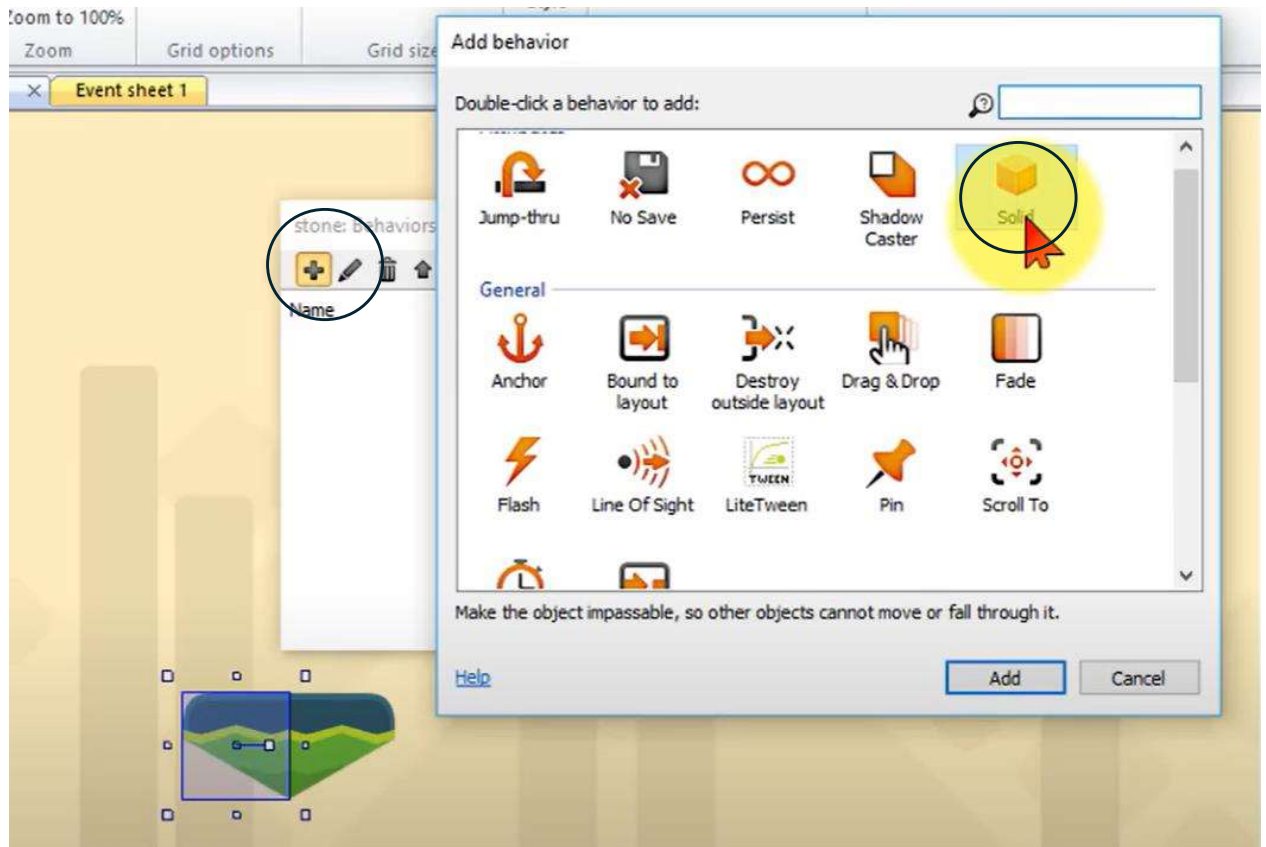 Zoom to 100%
Zoom
Grid options
Grid size
Event sheet 1
Add behavior
Double-click a behavior to add:
stone: Behaviors
Name
Jump-thru
No Save
Persist
Shadow
Caster
Solid
General
Anchor
Bound to
layout
Destroy
outside layout
Drag & Drop
Fade
Flash
Line Of Sight
TWEEN
LiteTween
Pin
Scroll To
Make the object impassable, so other objects cannot move or fall through it.
Help
Add
Cancel